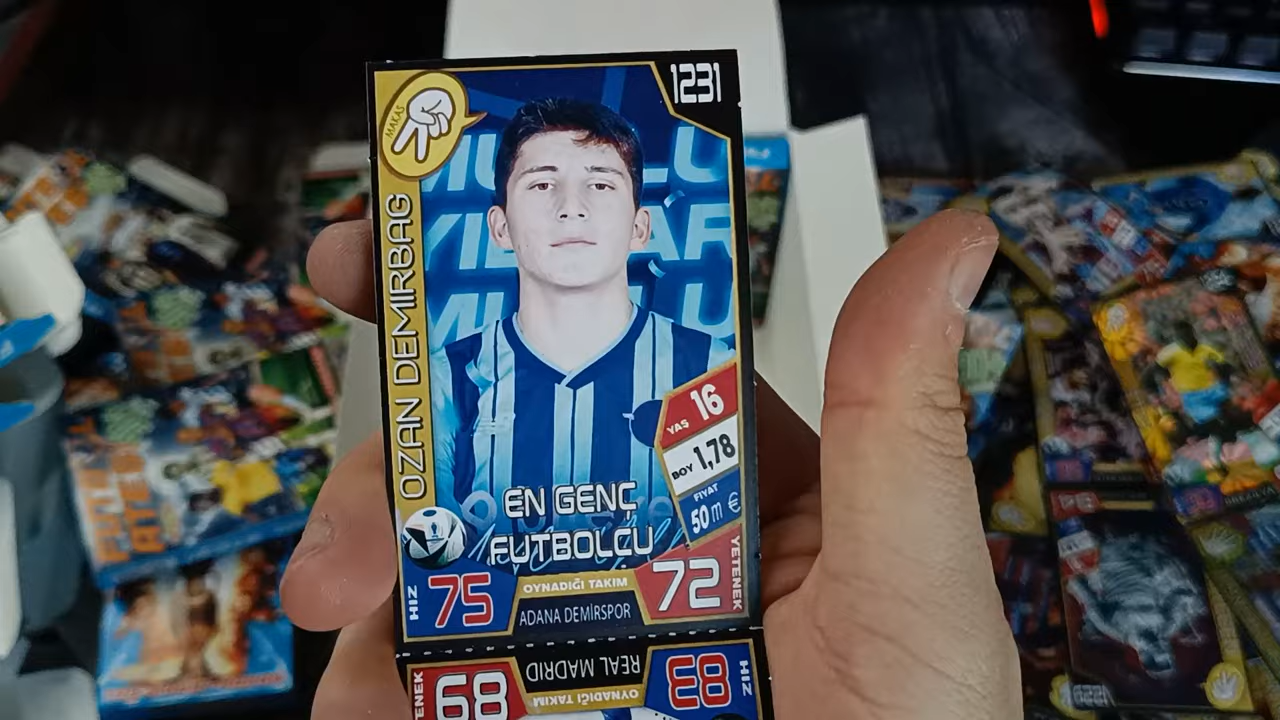 1231
MAKAS
OZAN DEMİRBAĞ
YAŞ 16
BOY 1,78
FİYAT
50 m €
EN GENÇ
FUTBOLCU
HIZ 75
OYNADIĞI TAKIM
ADANA DEMİRSPOR
72 YETENEK
68
REAL MADRID
OYNADIĞI TAKIM
83 HIZ